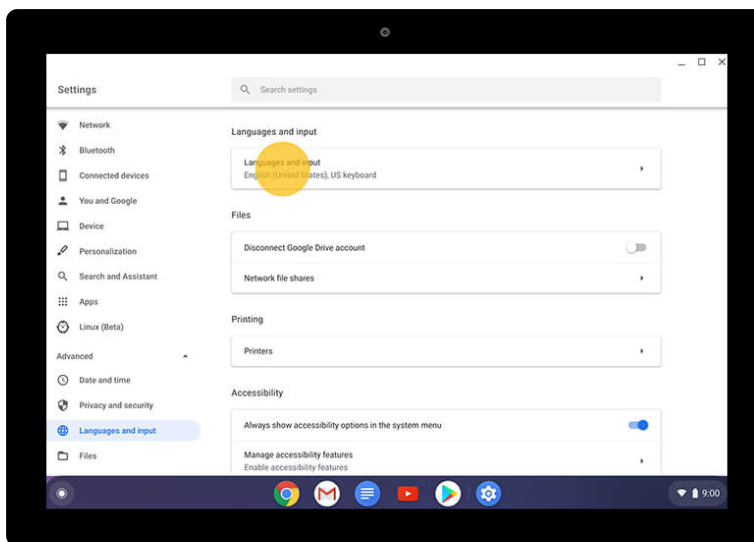 Settings
Search settings
Network
Bluetooth
Connected devices
You and Google
Device
Personalization
Search and Assistant
Apps
Linux (Beta)
Advanced
Date and time
Privacy and security
Languages and input
Files
Languages and input
Languages and input
English (United States), US keyboard
Files
Disconnect Google Drive account
Network file shares
Printing
Printers
Accessibility
Always show accessibility options in the system menu
Manage accessibility features
Enable accessibility features
9:00